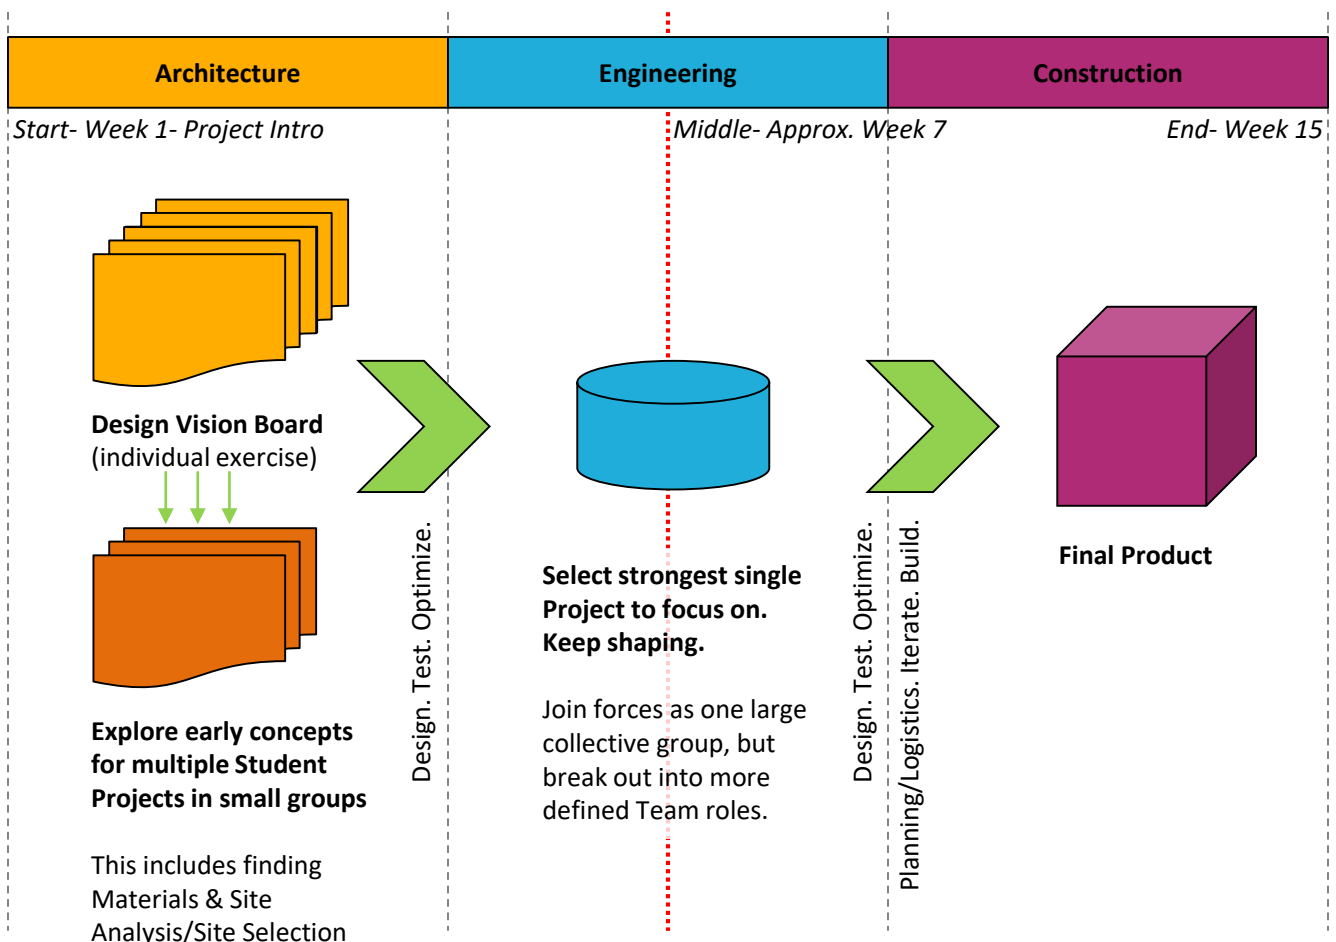 Architecture
Engineering
Construction
Start- Week 1- Project Intro
Middle- Approx. Week 7
End- Week 15
Design Vision Board
(individual exercise)
Explore early concepts
for multiple Student
Projects in small groups
This includes finding
Materials & Site
Analysis/Site Selection
Design. Test. Optimize.
Select strongest single
Project to focus on.
Keep shaping.
Join forces as one large
collective group, but
break out into more
defined Team roles.
Design. Test. Optimize.
Planning/Logistics. Iterate. Build.
Final Product